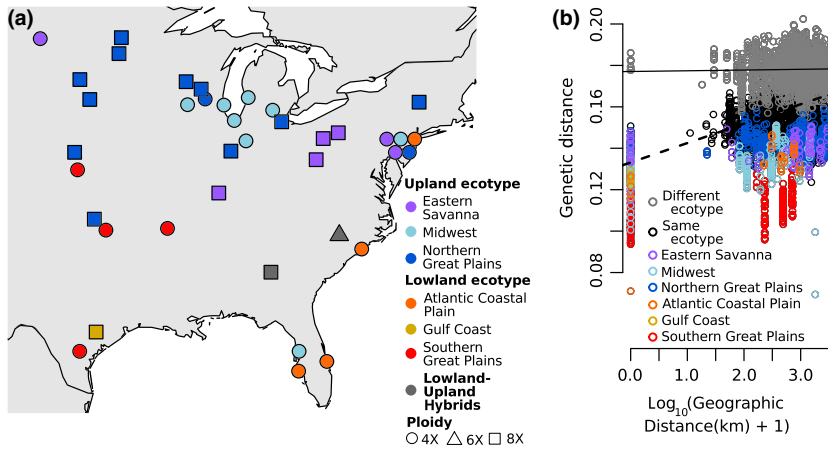 (a)
Upland ecotype
Eastern
Savanna
Midwest
Northern
Great Plains
Lowland ecotype
Atlantic Coastal
Plain
Gulf Coast
Southern
Great Plains
Lowland-
Upland
Hybrids
Ploidy
4X 6X 8X
(b)
Genetic distance
0.20
0.16
0.12
0.08
Different
ecotype
Same
ecotype
Eastern Savanna
Midwest
Northern Great Plains
Atlantic Coastal Plain
Gulf Coast
Southern Great Plains
0.0 1.0 2.0 3.0
Log10(Geographic
Distance(km) + 1)